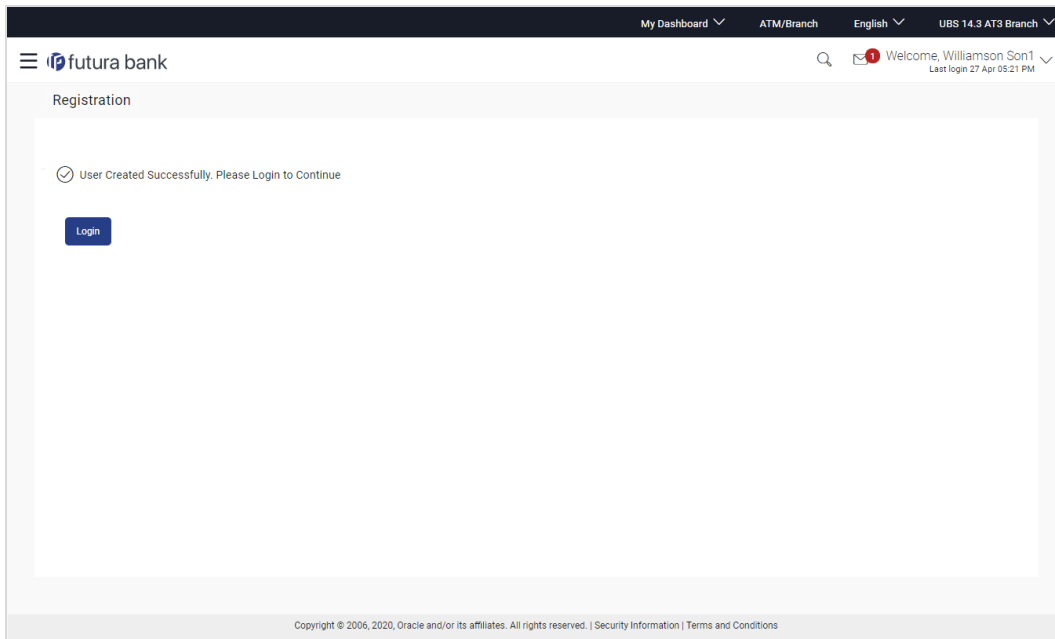 My Dashboard ATM/Branch English UBS 14.3 AT3 Branch
futura bank 1 Welcome, Williamson Son1
Last login 27 Apr 05:21 PM
Registration
User Created Successfully. Please Login to Continue
Login
Copyright © 2006, 2020, Oracle and/or its affiliates. All rights reserved. | Security Information | Terms and Conditions